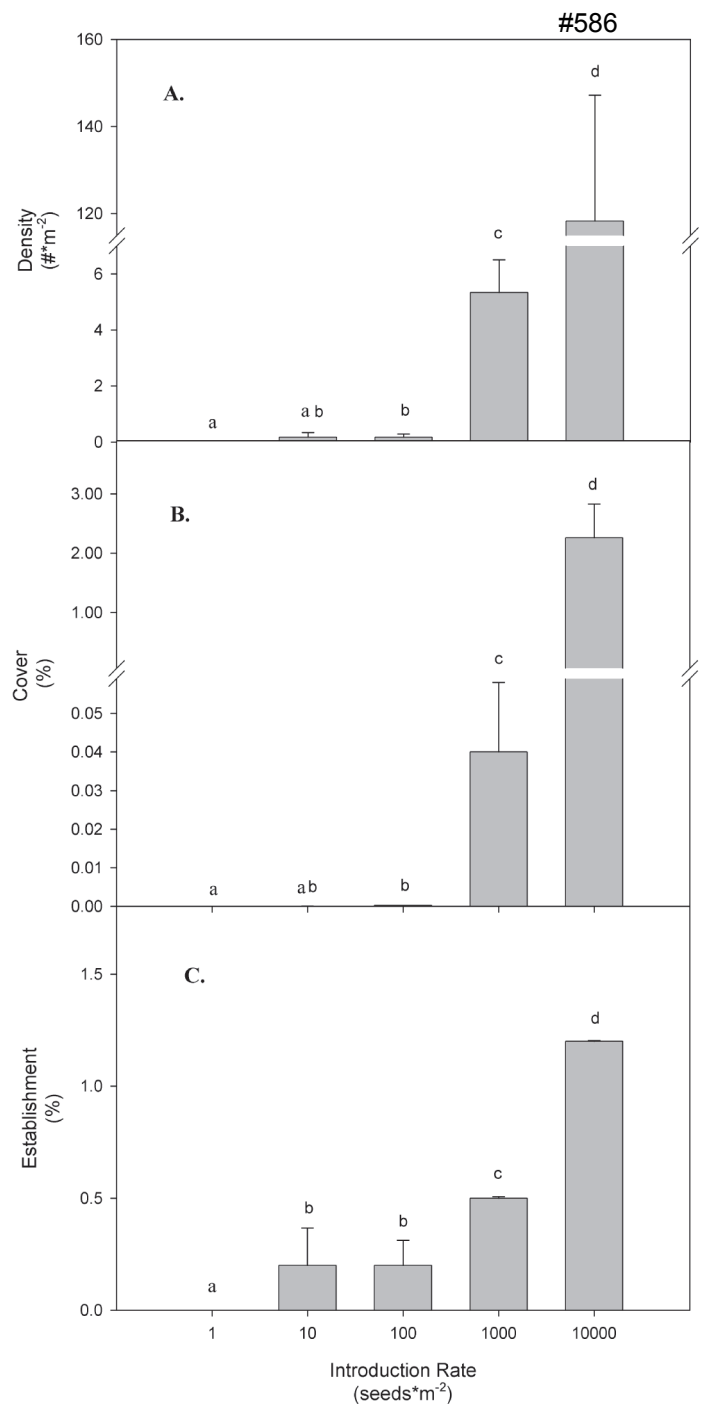 #586
160
d
A.
140
120
c
Density
(#*m-2)
6
4
2
a b
b
a
0
d
3.00
B.
2.00
1.00
c
Cover
(%)
0.05
0.04
0.03
0.02
0.01
a
a b
b
0.00
C.
1.5
d
Establishment
(%)
1.0
c
0.5
b
b
a
0.0
1
10
100
1000
10000
Introduction Rate
(seeds*m-2)